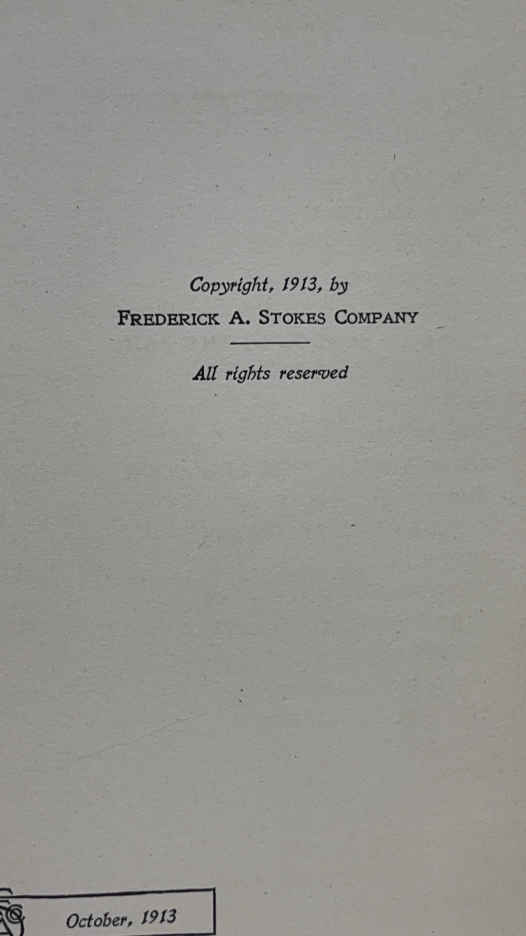 Copyright, 1913, by
FREDERICK A. STOKES COMPANY
All rights reserved
October, 1913